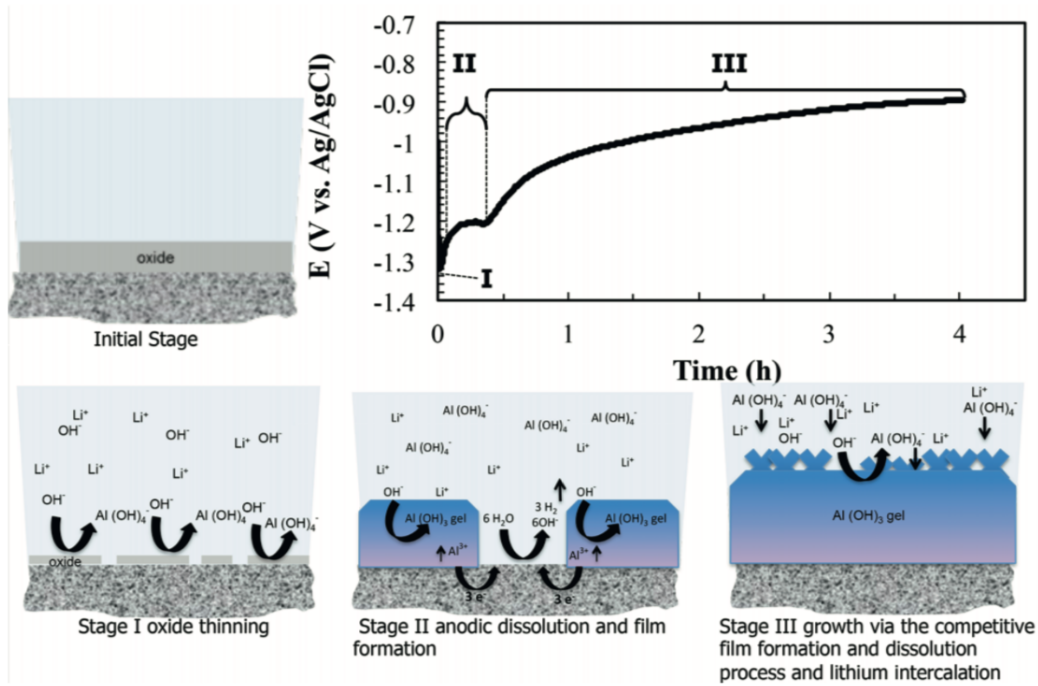 E (V vs. Ag/AgCl)
-0.7
-0.8
-0.9
-1
-1.1
-1.2
-1.3
-1.4
II
III
I
0
1
2
3
4
Time (h)
oxide
Initial Stage
Li⁺
Li⁺
OH⁻
OH⁻
Li⁺
OH⁻
Li⁺
Li⁺
Li⁺
OH⁻
Al (OH)₄⁻
OH⁻
Al (OH)₄⁻
OH⁻
Al (OH)₄⁻
oxide
Stage I oxide thinning
Li⁺
Al (OH)₄⁻
Al (OH)₄⁻
Al (OH)₄⁻
Al (OH)₄⁻
Li⁺
Li⁺
Li⁺
Li⁺
OH⁻
Li⁺
OH⁻
Al (OH)₃ gel
6 H₂O
3 H₂
6OH⁻
Al (OH)₃ gel
Al³⁺
Al³⁺
3 e⁻
3 e⁻
Stage II anodic dissolution and film
formation
Li⁺
Al (OH)₄⁻
Al (OH)₄⁻
Li⁺
Li⁺
Al (OH)₄⁻
Li⁺
Li⁺
OH⁻
OH⁻
Al (OH)₄⁻
Li⁺
Al (OH)₃ gel
Stage III growth via the competitive
film formation and dissolution
process and lithium intercalation